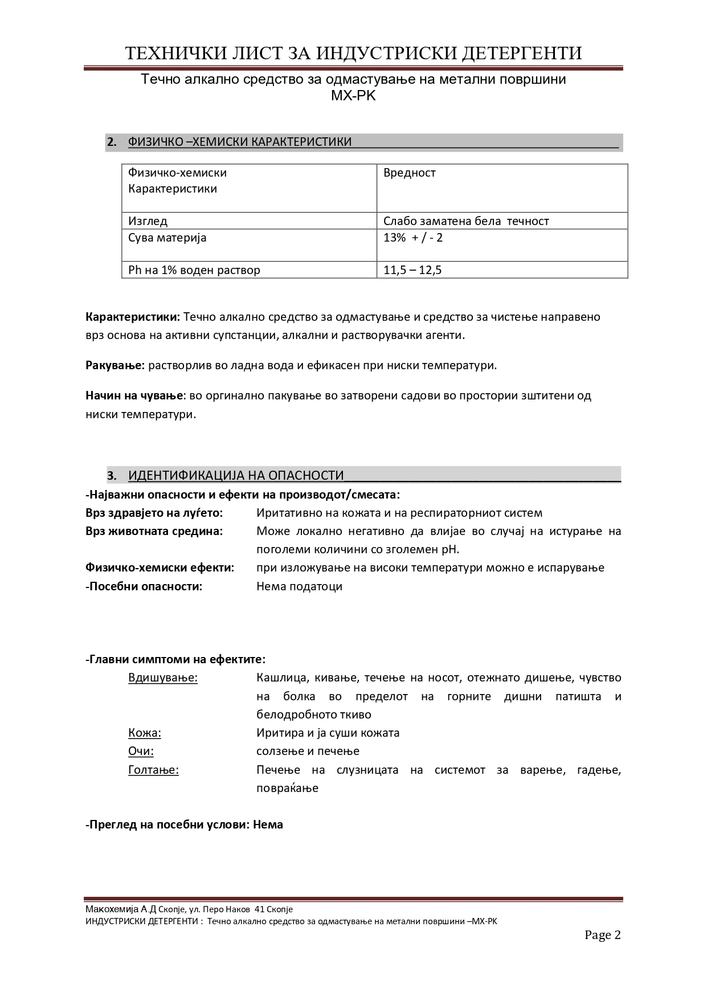 ТЕХНИЧКИ ЛИСТ ЗА ИНДУСТРИСКИ ДЕТЕРГЕНТИ
Течно алкално средство за одмастување на метални површини
MX-PK
2. ФИЗИЧКО –ХЕМИСКИ КАРАКТЕРИСТИКИ
Физичко-хемиски Вредност
Карактеристики
Изглед Слабо заматена бела течност
Сува материја 13% + / - 2
Ph на 1% воден раствор 11,5 – 12,5
Карактеристики: Течно алкално средство за одмастување и средство за чистење направено
врз основа на активни супстанции, алкални и растворувачки агенти.
Ракување: растворлив во ладна вода и ефикасен при ниски температури.
Начин на чување: во оргинално пакување во затворени садови во простории зштитени од
ниски температури.
3. ИДЕНТИФИКАЦИЈА НА ОПАСНОСТИ
-Најважни опасности и ефекти на производот/смесата:
Врз здравјето на луѓето: Иритативно на кожата и на респираторниот систем
Врз животната средина: Може локално негативно да влијае во случај на истурање на
поголеми количини со зголемен pH.
Физичко-хемиски ефекти: при изложување на високи температури можно е испарување
-Посебни опасности: Нема податоци
-Главни симптоми на ефектите:
Вдишување: Кашлица, кивање, течење на носот, отежнато дишење, чувство
на болка во пределот на горните дишни патишта и
белодробното ткиво
Кожа: Иритира и ја суши кожата
Очи: солзење и печење
Голтање: Печење на слузницата на системот за варење, гадење,
повраќање
-Преглед на посебни услови: Нема
Макохемија А.Д Скопје, ул. Перо Наков 41 Скопје
ИНДУСТРИСКИ ДЕТЕРГЕНТИ : Течно алкално средство за одмастување на метални површини –MX-PK
Page 2